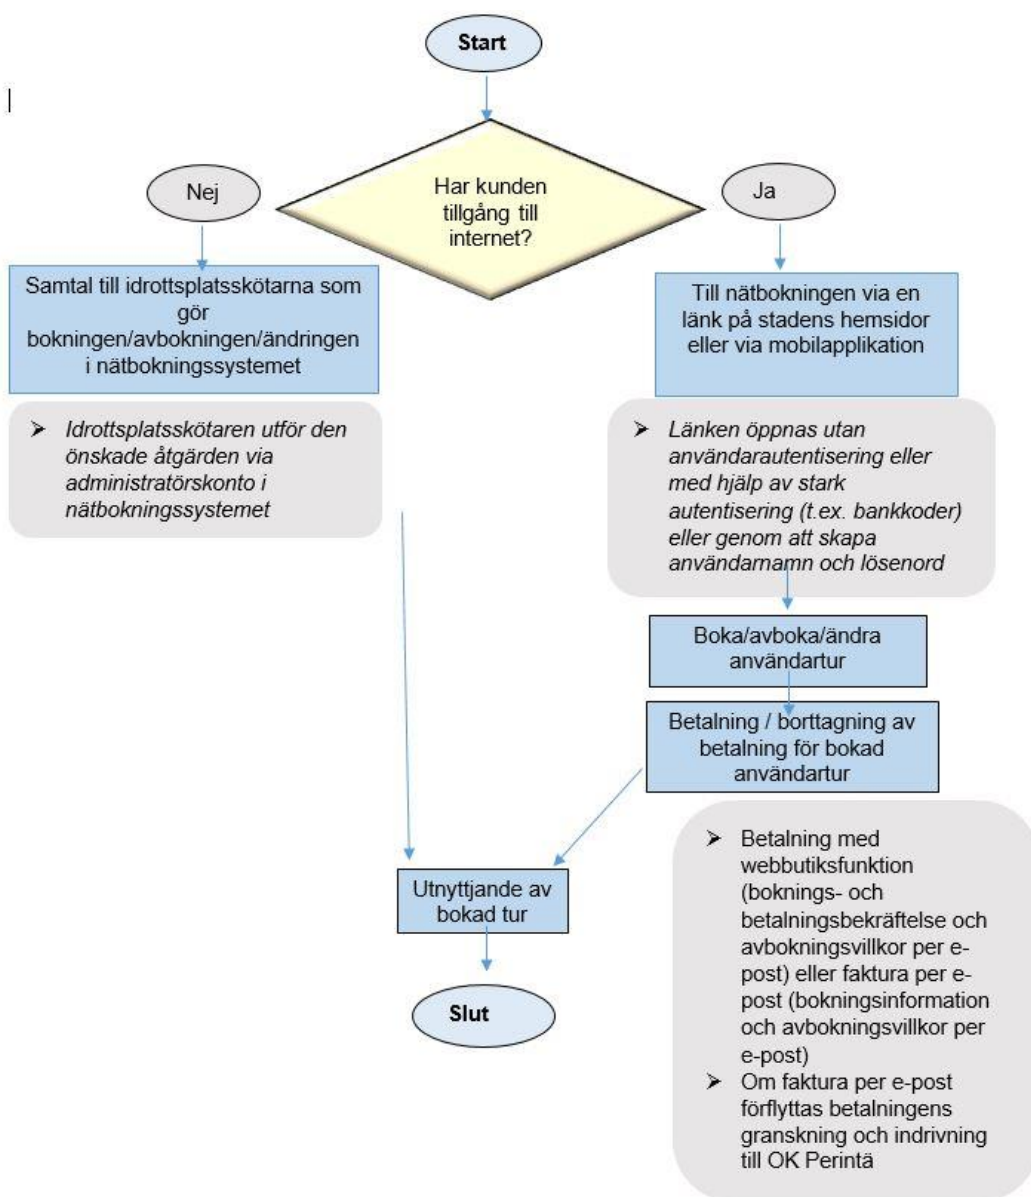 Start
Har kunden
tillgång till
internet?
Nej
Ja
Samtal till idrottsplatsskötarna som
gör
bokningen/avbokningen/ändringen
i nätbokningssystemet
➢ Idrottsplatsskötaren utför den
önskade åtgärden via
administratörskonto i
nätbokningssystemet
Till nätbokningen via en
länk på stadens hemsidor
eller via mobilapplikation
➢ Länken öppnas utan
användarautentisering eller
med hjälp av stark
autentisering (t.ex. bankkoder)
eller genom att skapa
användarnamn och lösenord
Boka/avboka/ändra
användartur
Betalning / borttagning av
betalning för bokad
användartur
➢ Betalning med
webbutiksfunktion
(boknings- och
betalningsbekräftelse och
avbokningsvillkor per e-
post) eller faktura per e-
post (bokningsinformation
och avbokningsvillkor per
e-post)
➢ Om faktura per e-post
förflyttas betalningens
granskning och indrivning
till OK Perintä
Utnyttjande av
bokad tur
Slut